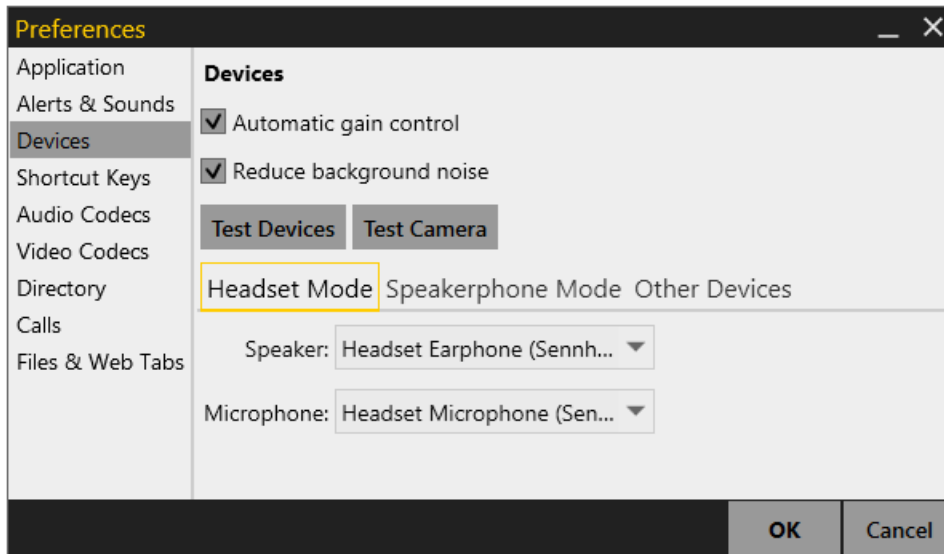 Preferences
Application
Alerts & Sounds
Devices
Shortcut Keys
Audio Codecs
Video Codecs
Directory
Calls
Files & Web Tabs
Devices
Automatic gain control
Reduce background noise
Test Devices Test Camera
Headset Mode Speakerphone Mode Other Devices
Speaker: Headset Earphone (Sennh...
Microphone: Headset Microphone (Sen...
OK Cancel